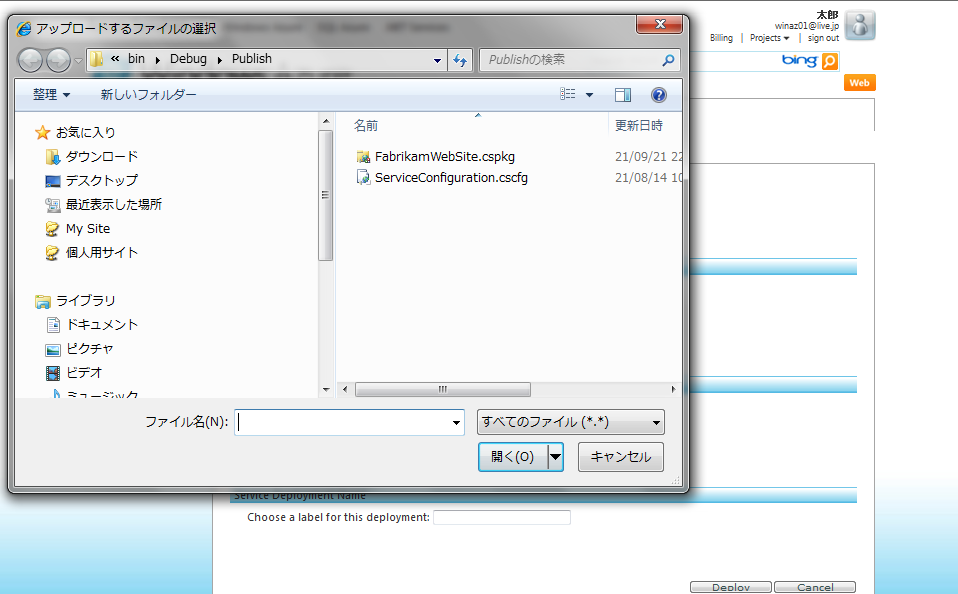 アップロードするファイルの選択
太郎
winaz01@live.jp
Billing | Projects | sign out
« bin Debug Publish
Publishの検索
bing
Web
整理 新しいフォルダー
お気に入り
ダウンロード
デスクトップ
最近表示した場所
My Site
個人用サイト
ライブラリ
ドキュメント
ピクチャ
ビデオ
ミュージック
名前 更新日時
FabrikamWebSite.cspkg 21/09/21 22
ServiceConfiguration.cscfg 21/08/14 10
ファイル名(N): すべてのファイル (*.*)
開く(O) キャンセル
Service Deployment Name
Choose a label for this deployment:
Deploy Cancel